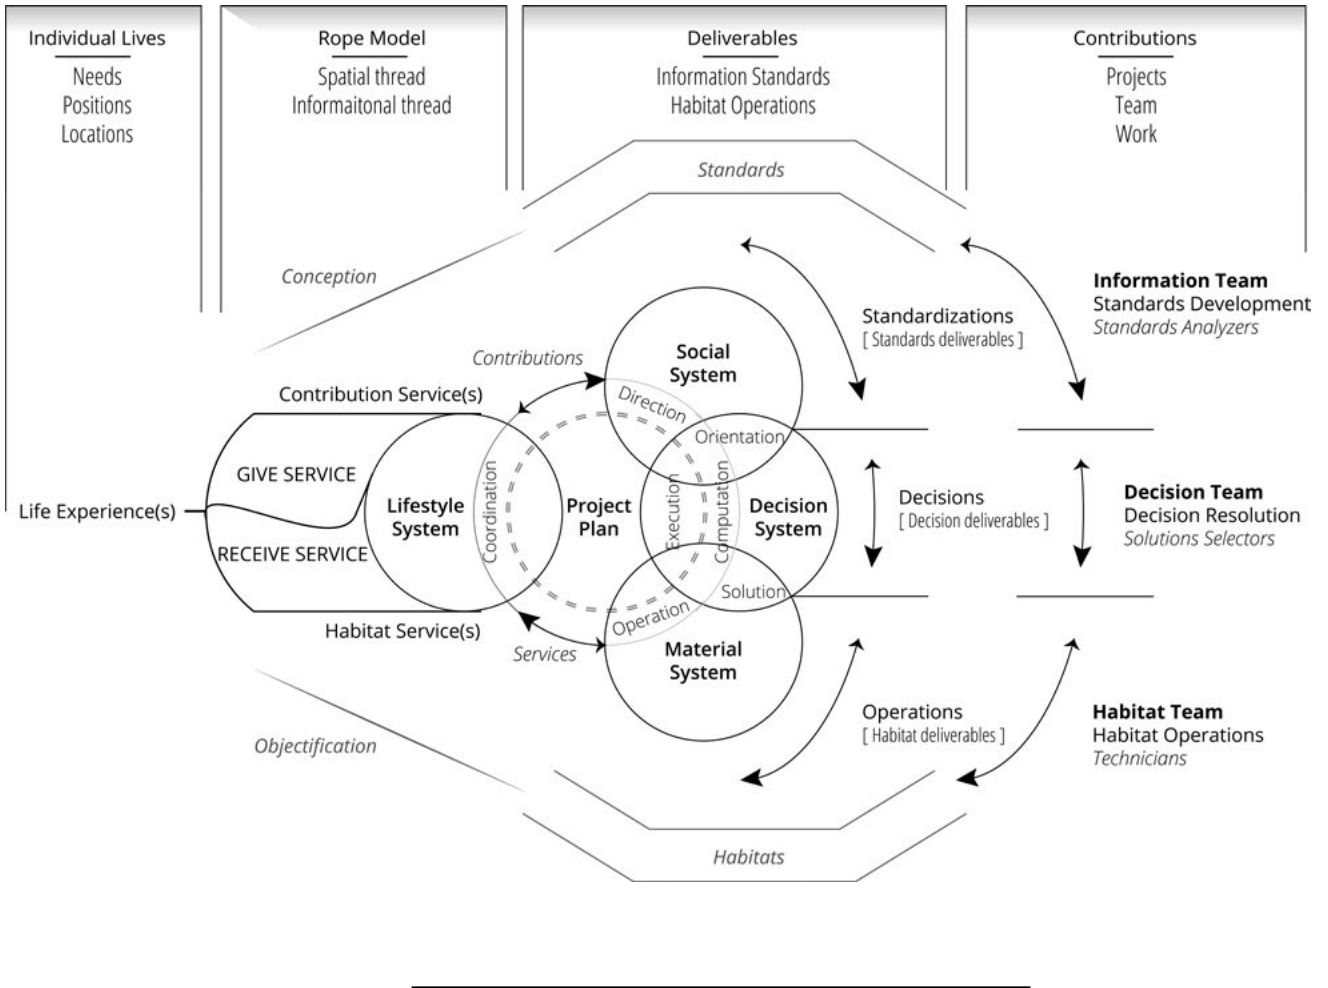 Individual Lives
Needs
Positions
Locations
Rope Model
Spatial thread
Informaitonal thread
Deliverables
Information Standards
Habitat Operations
Contributions
Projects
Team
Work
Standards
Conception
Information Team
Standards Development
Standards Analyzers
Standardizations
[ Standards deliverables ]
Contributions
Social
System
Direction
Orientation
Contribution Service(s)
GIVE SERVICE
Life Experience(s)
RECEIVE SERVICE
Habitat Service(s)
Lifestyle
System
Coordination
Project
Plan
Execution
Computation
Decision
System
Decisions
[ Decision deliverables ]
Decision Team
Decision Resolution
Solutions Selectors
Solution
Operation
Services
Material
System
Operations
[ Habitat deliverables ]
Habitat Team
Habitat Operations
Technicians
Objectification
Habitats